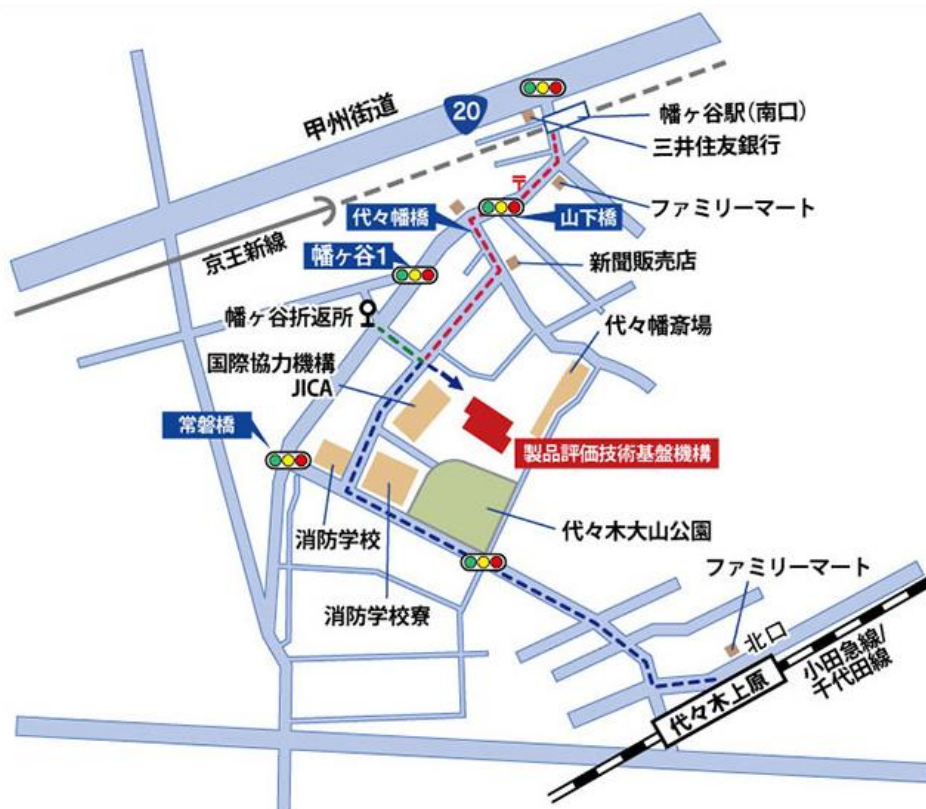 甲州街道
20
幡ヶ谷駅(南口)
三井住友銀行
〒
ファミリーマート
代々幡橋
山下橋
京王新線
幡ヶ谷1
新聞販売店
幡ヶ谷折返所
代々幡斎場
国際協力機構
JICA
常磐橋
製品評価技術基盤機構
消防学校
代々木大山公園
消防学校寮
ファミリーマート
北口
小田急線/
千代田線
代々木上原